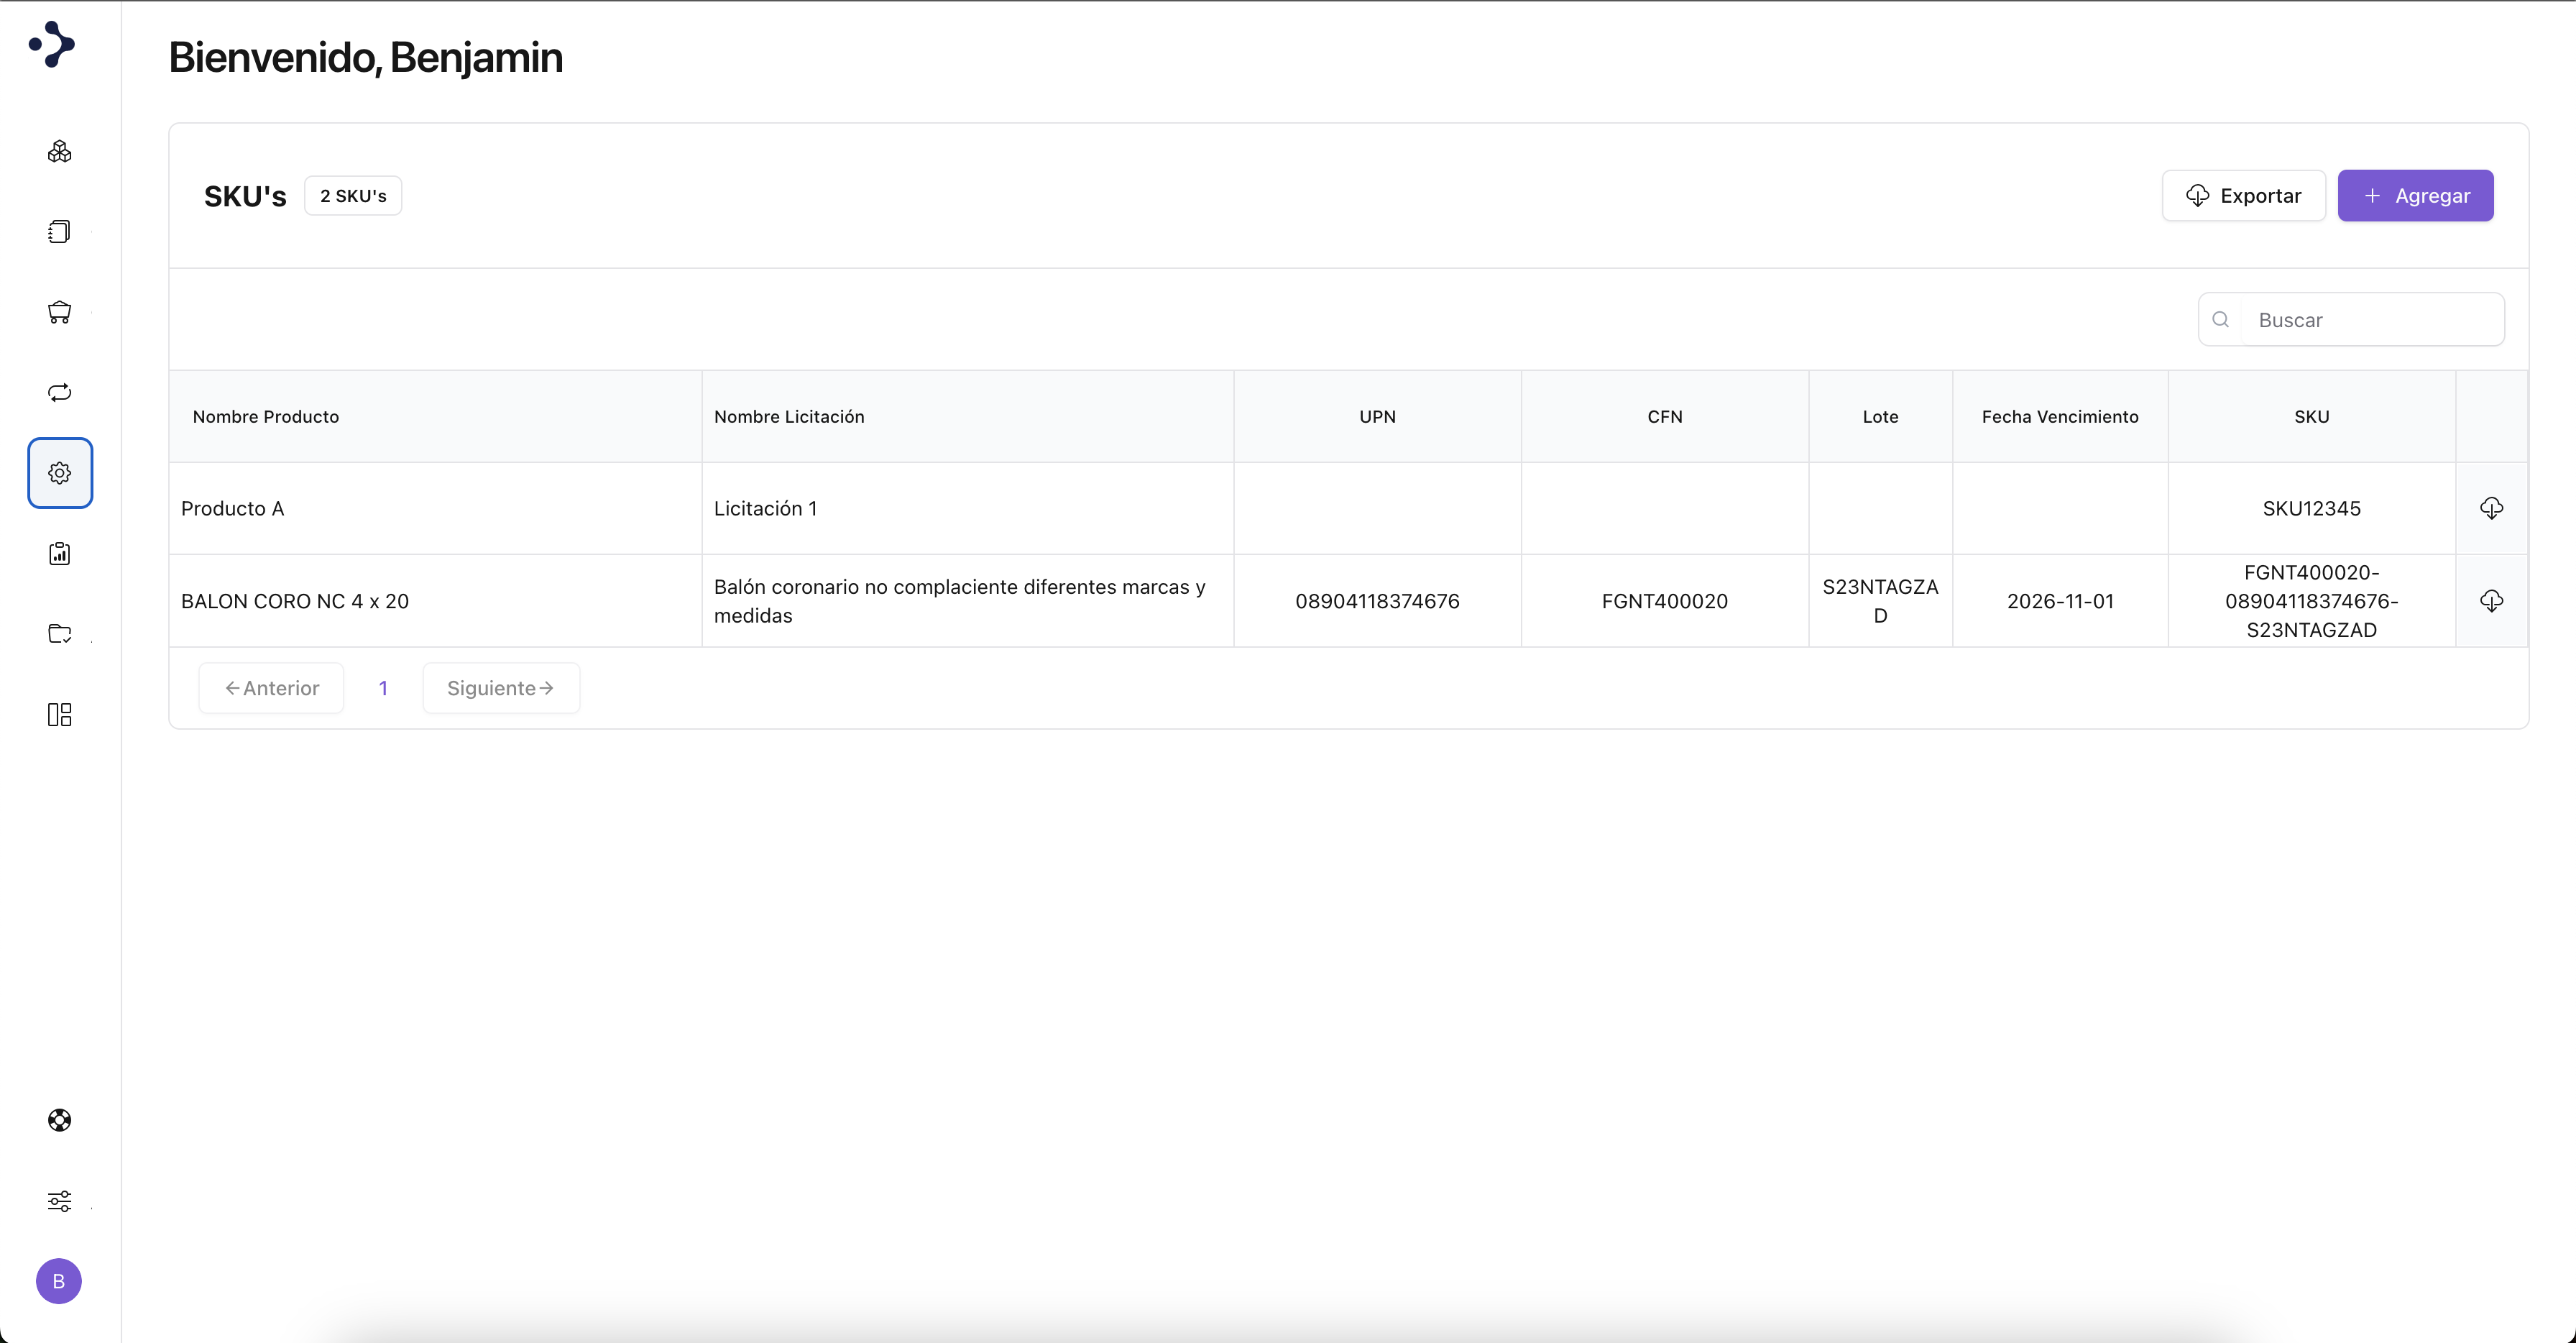 Bienvenido, Benjamin
SKU's
2 SKU's
Exportar
Agregar
Buscar
Nombre Producto
Nombre Licitación
UPN
CFN
Lote
Fecha Vencimiento
SKU
Producto A
Licitación 1
SKU12345
BALON CORO NC 4 x 20
Balón coronario no complaciente diferentes marcas y
medidas
08904118374676
FGNT400020
S23NTAGZA
D
2026-11-01
FGNT400020-
08904118374676-
S23NTAGZAD
Anterior
1
Siguiente
B